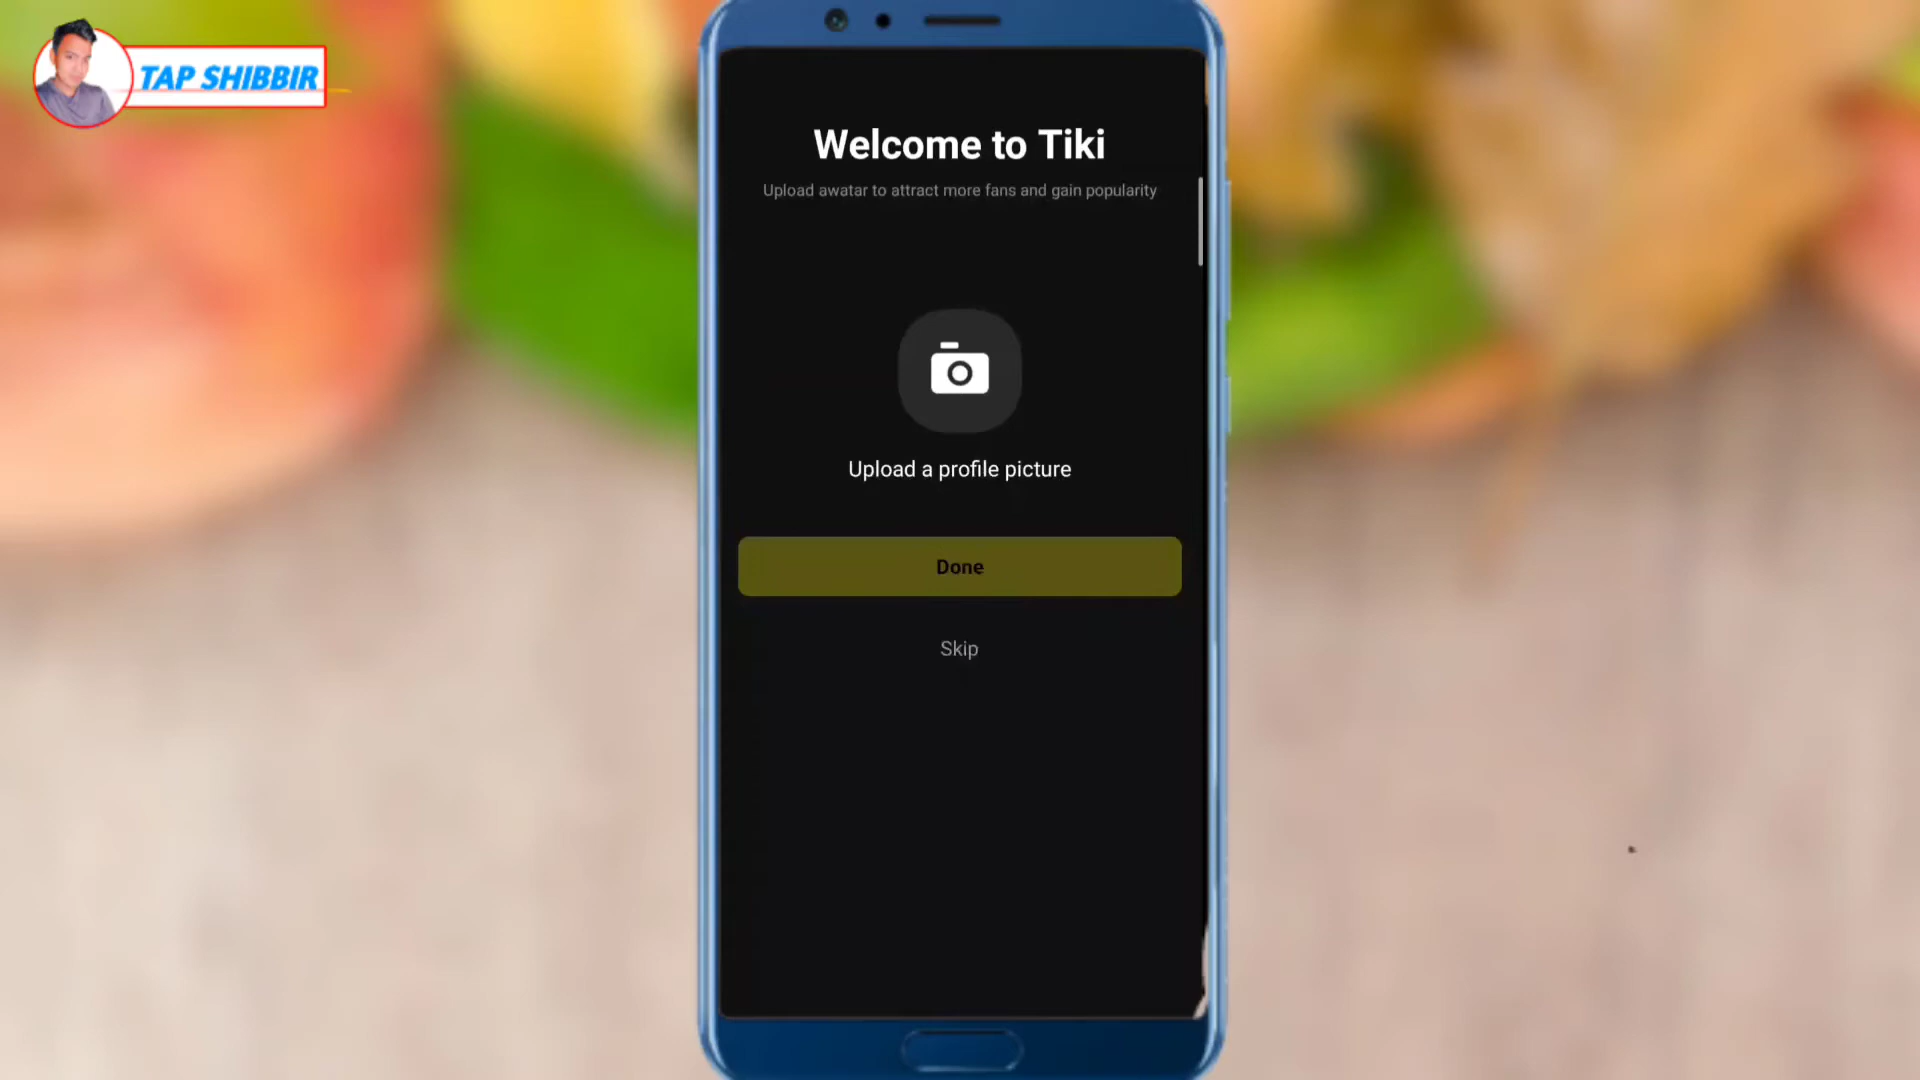 TAP SHIBBIR
Welcome to Tiki
Upload awatar to attract more fans and gain popularity
Upload a profile picture
Done
Skip